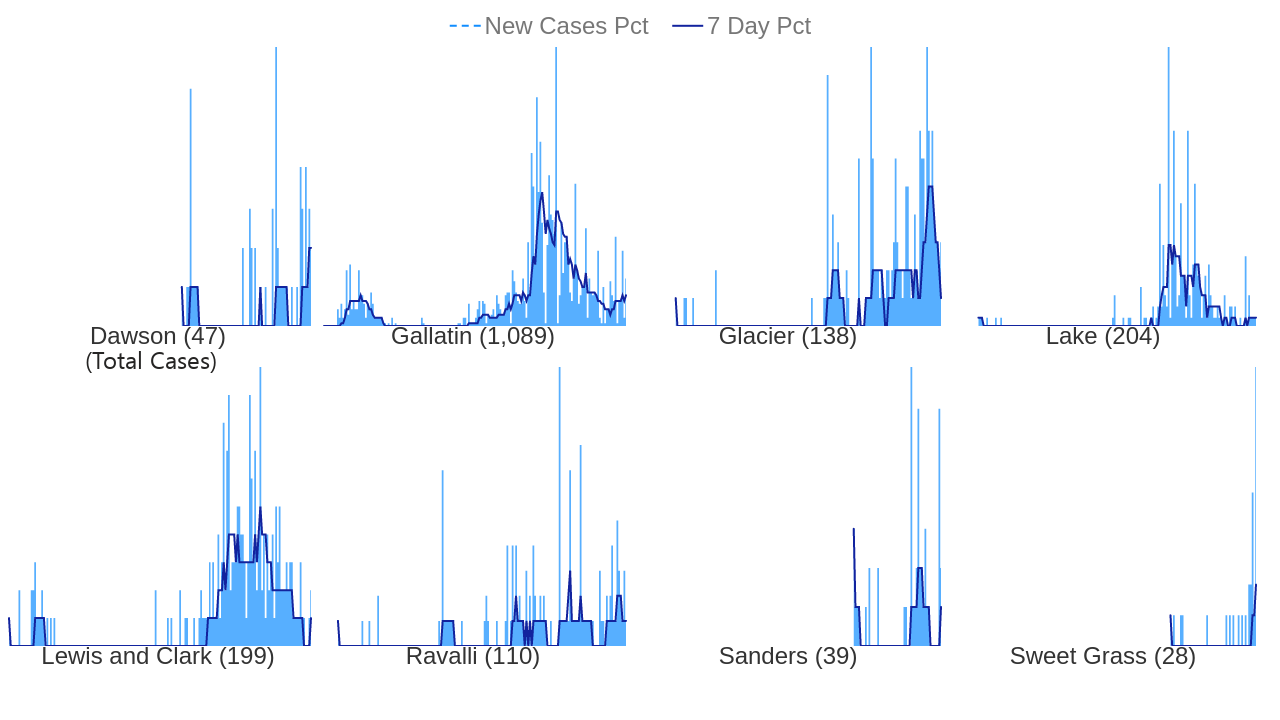 New Cases Pct 7 Day Pct
Dawson (47) Gallatin (1,089) Glacier (138) Lake (204)
(Total Cases)
Lewis and Clark (199) Ravalli (110) Sanders (39) Sweet Grass (28)